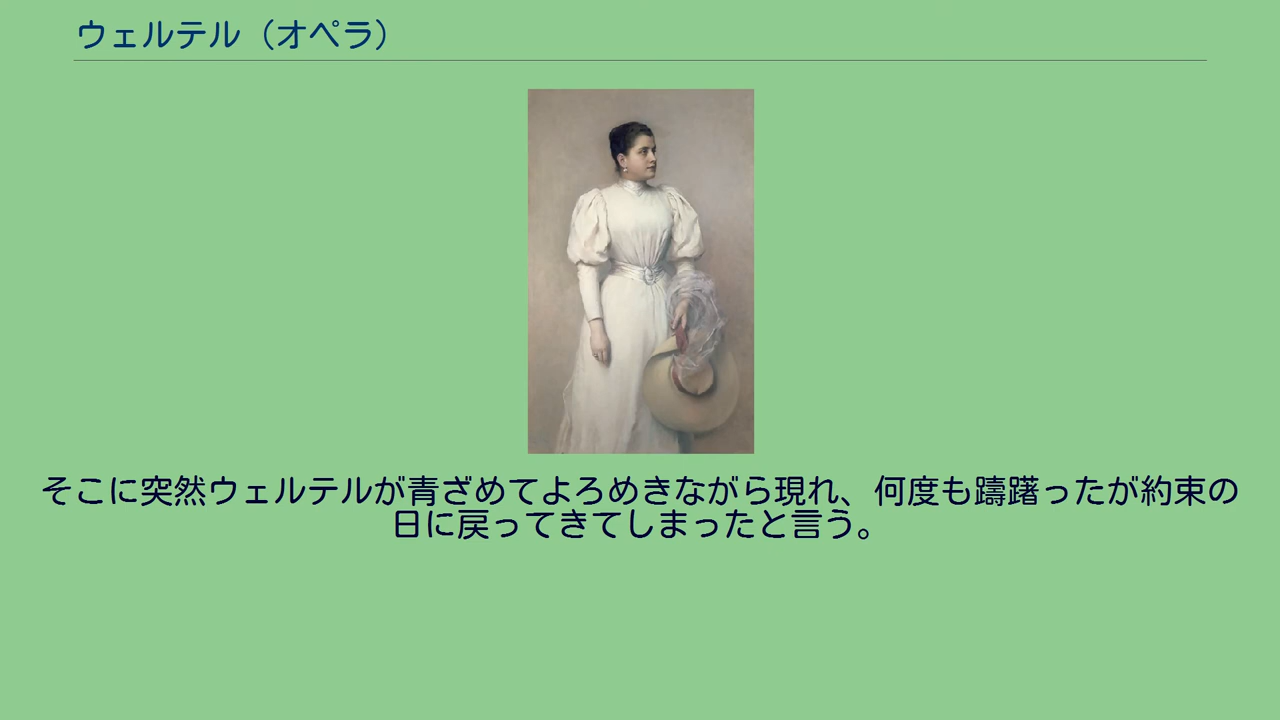 ウェルテル（オペラ）
そこに突然ウェルテルが青ざめてよろめきながら現れ、何度も躊躇ったが約束の
日に戻ってきてしまったと言う。